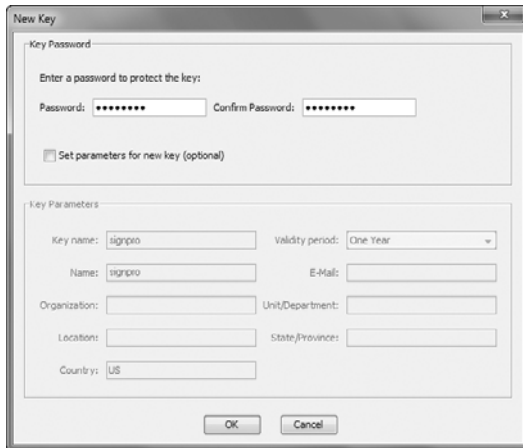 New Key
Key Password
Enter a password to protect the key:
Password: •••••••• Confirm Password: ••••••••
Set parameters for new key (optional)
Key Parameters
Key name: signpro Validity period: One Year
Name: signpro E-Mail:
Organization: Unit/Department:
Location: State/Province:
Country: US
OK Cancel